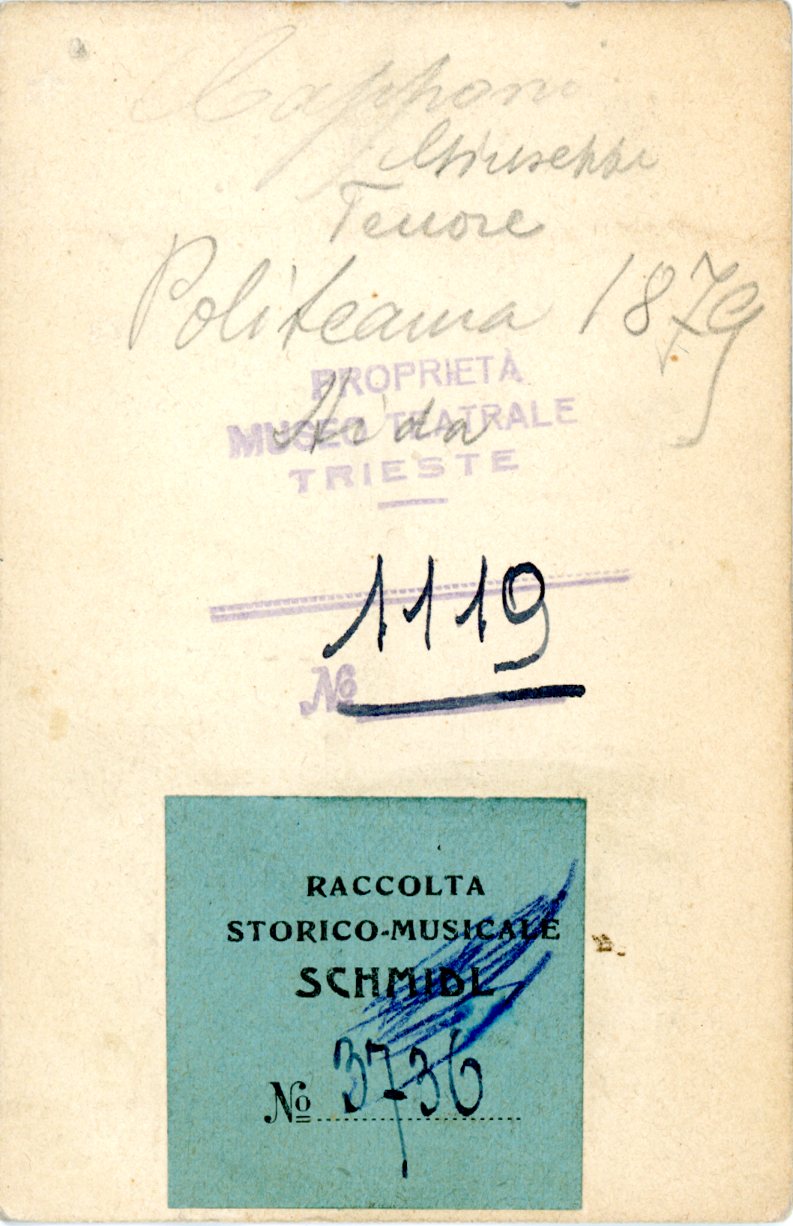 Capponi
Giuseppe
Tenore
Politeama 1879
PROPRIETÀ
Aida
MUSEO TEATRALE
TRIESTE
1119
No
RACCOLTA
STORICO-MUSICALE
SCHMIDL
No 3736